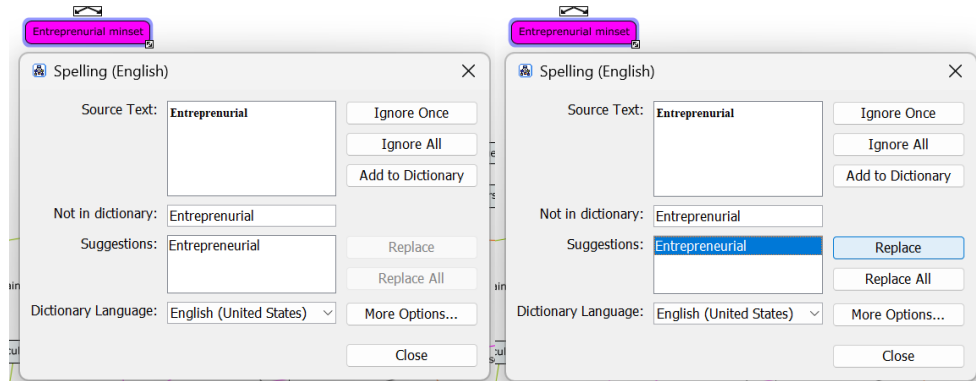 Entreprenurial minset
Spelling (English)
Source Text:
Entreprenurial
Ignore Once
Ignore All
Add to Dictionary
Not in dictionary:
Entreprenurial
Suggestions:
Entrepreneurial
Replace
Replace All
Dictionary Language:
English (United States)
More Options...
Close
Entreprenurial minset
Spelling (English)
Source Text:
Entreprenurial
Ignore Once
Ignore All
Add to Dictionary
Not in dictionary:
Entreprenurial
Suggestions:
Entrepreneurial
Replace
Replace All
Dictionary Language:
English (United States)
More Options...
Close